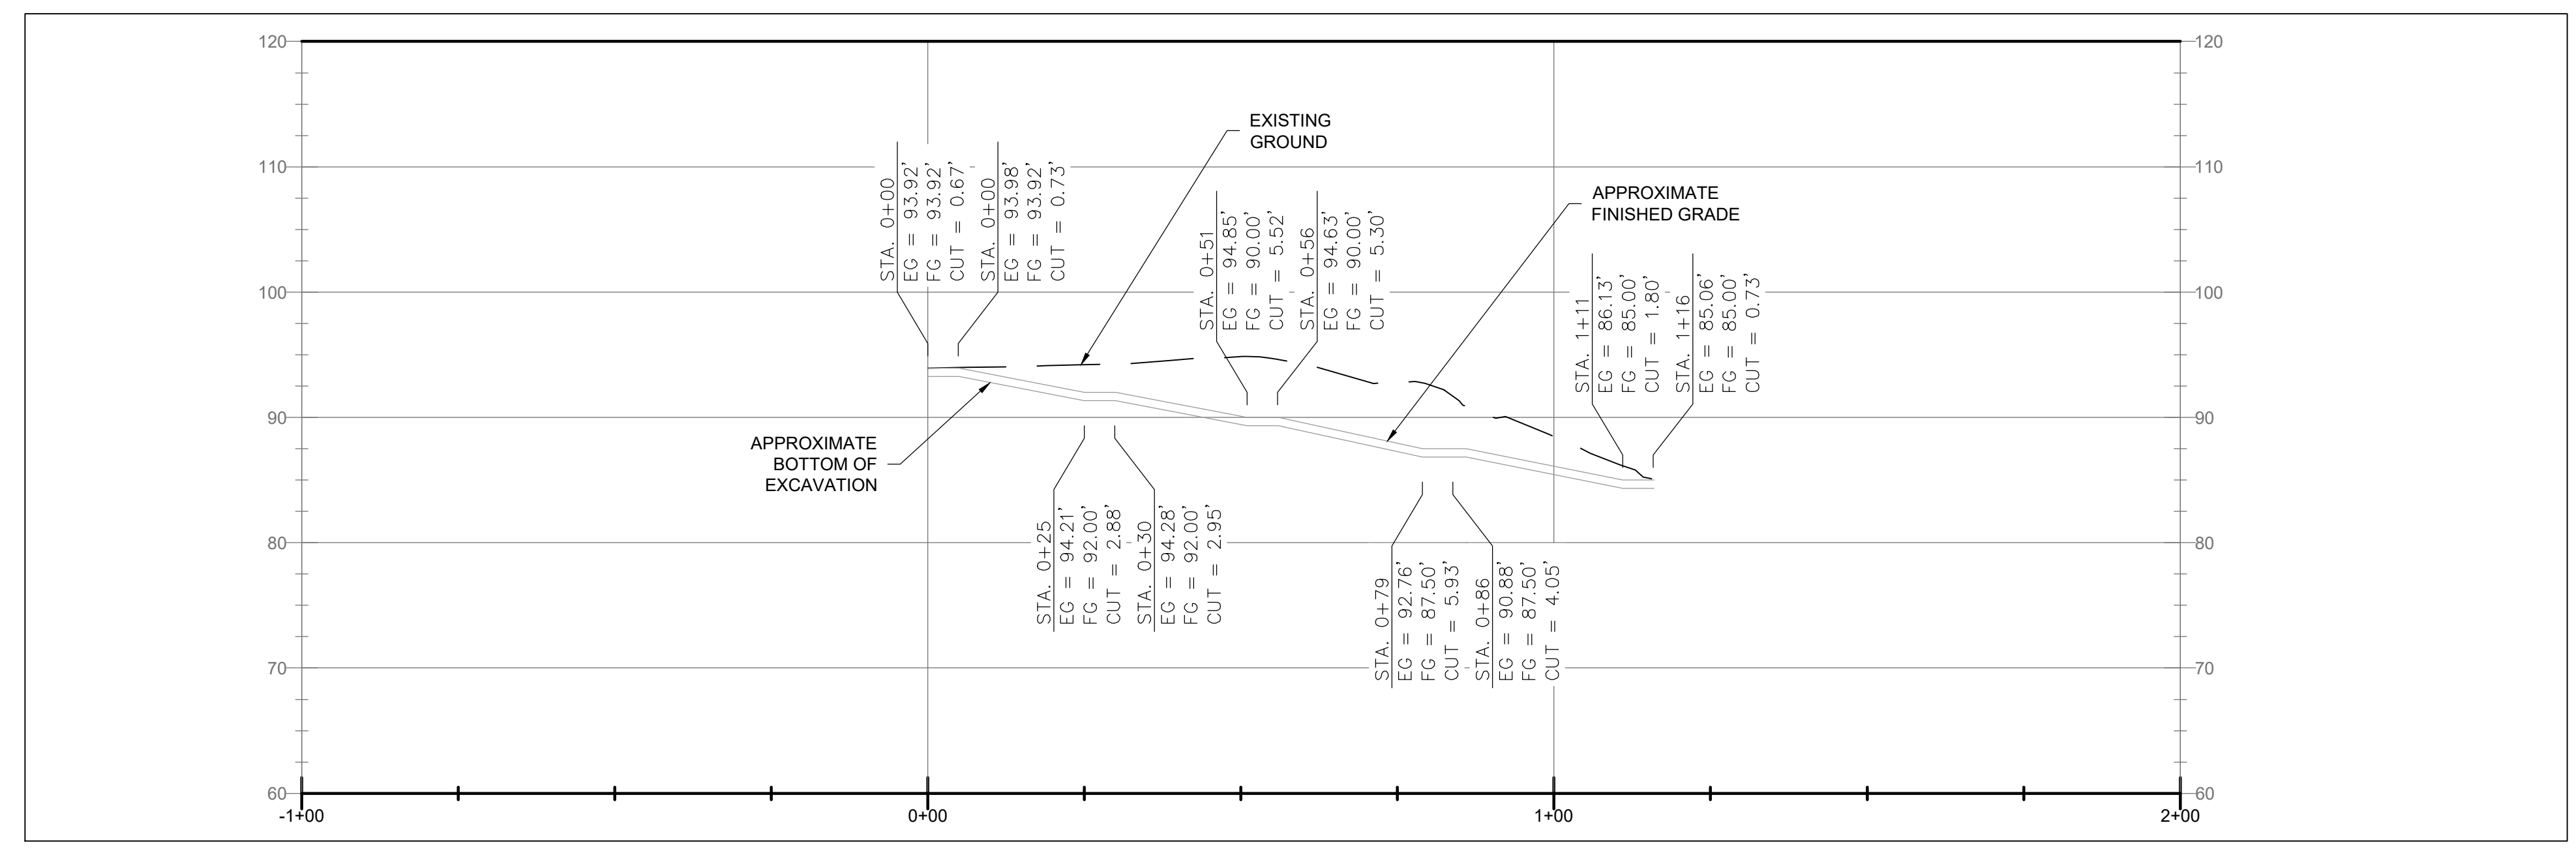 120
110
100
90
80
70
60
120
110
100
90
80
70
60
-1+00
0+00
1+00
2+00
EXISTING
GROUND
APPROXIMATE
FINISHED GRADE
APPROXIMATE
BOTTOM OF
EXCAVATION
STA. 0+00
EG = 93.92'
FG = 93.92'
CUT = 0.67'
STA. 0+00
EG = 93.98'
FG = 93.92'
CUT = 0.73'
STA. 0+25
EG = 94.21'
FG = 92.00'
CUT = 2.88'
STA. 0+30
EG = 94.28'
FG = 92.00'
CUT = 2.95'
STA. 0+51
EG = 94.85'
FG = 90.00'
CUT = 5.52'
STA. 0+56
EG = 94.63'
FG = 90.00'
CUT = 5.30'
STA. 0+79
EG = 92.76'
FG = 87.50'
CUT = 5.93'
STA. 0+86
EG = 90.88'
FG = 87.50'
CUT = 4.05'
STA. 1+11
EG = 86.13'
FG = 85.00'
CUT = 1.80'
STA. 1+16
EG = 85.06'
FG = 85.00'
CUT = 0.73'